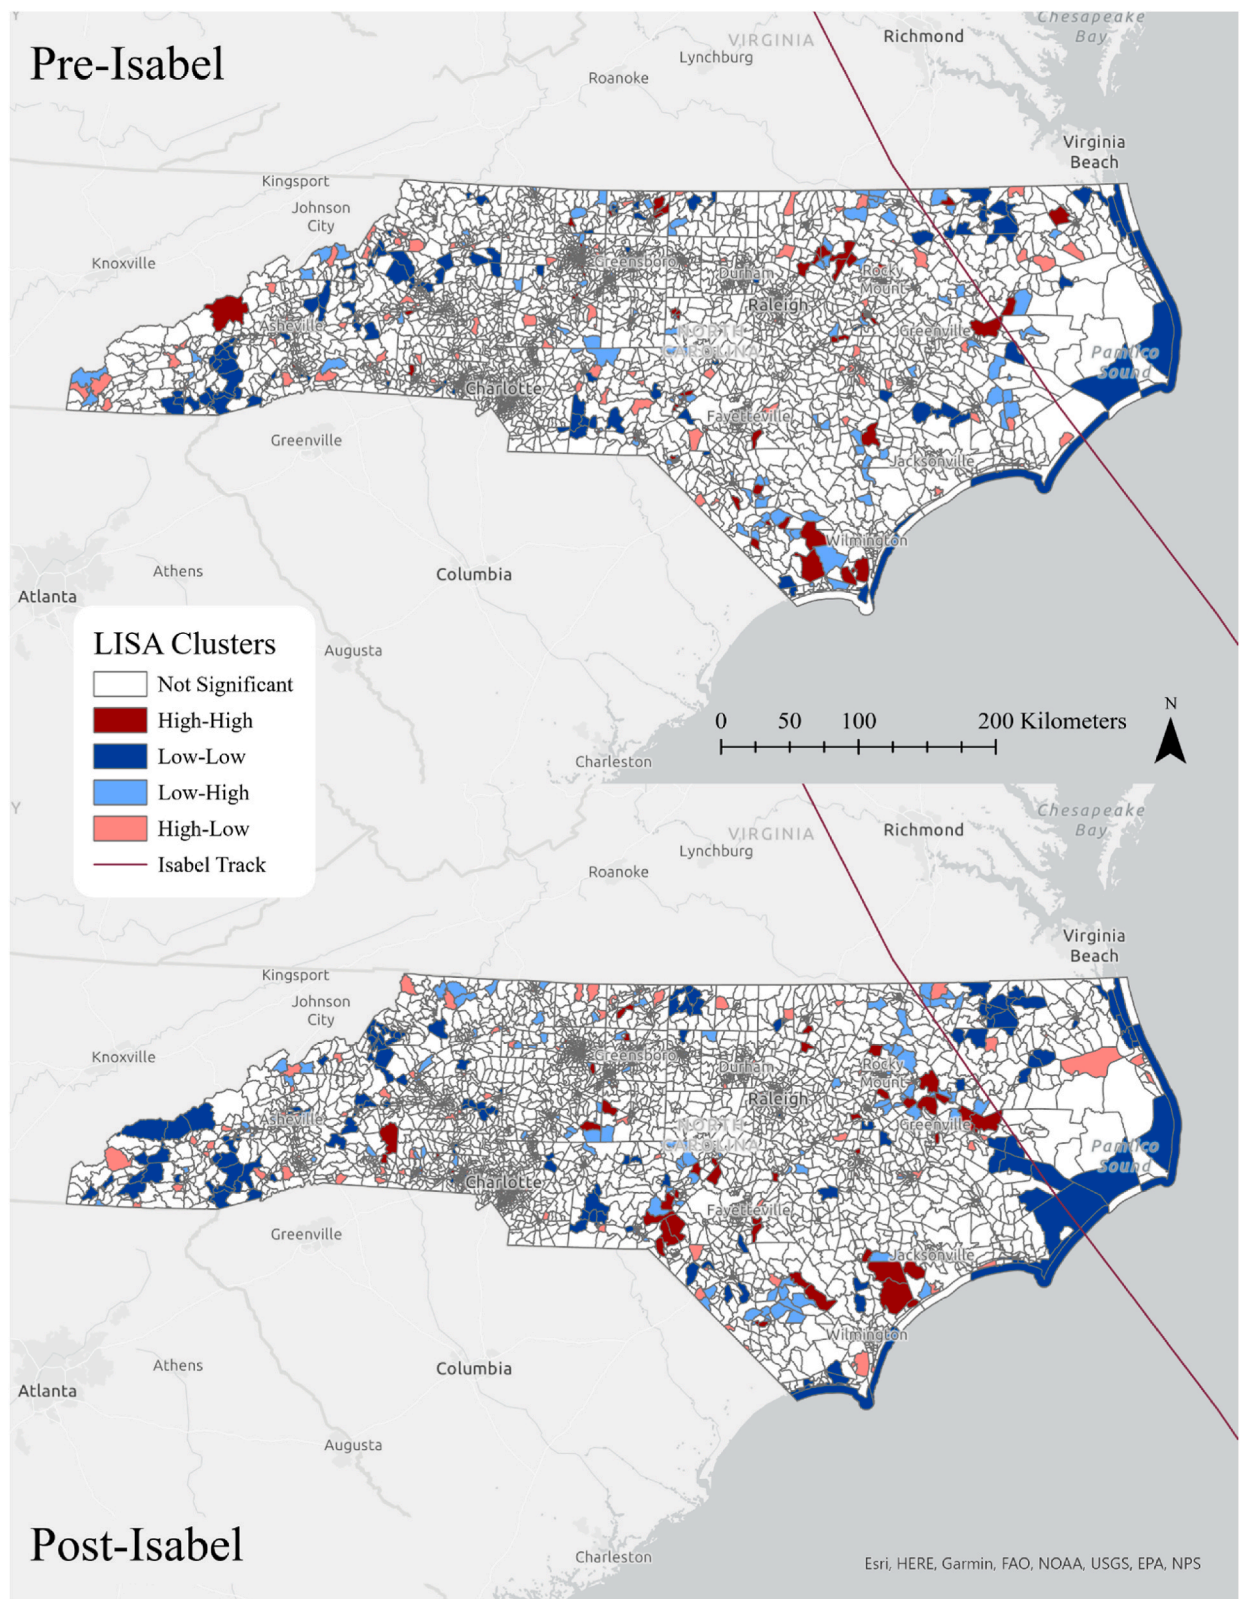 Chesapeake
Bay
VIRGINIA
Richmond
Pre-Isabel
Lynchburg
Roanoke
Virginia
Beach
Kingsport
Johnson
City
Knoxville
Greensboro
Durham
Rocky
Mount
Raleigh
Asheville
NORTH
CAROLINA
Greenville
Pamlico
Sound
Charlotte
Fayetteville
Greenville
Jacksonville
Wilmington
Athens
Columbia
Atlanta
Augusta
LISA Clusters
Not Significant
High-High
Low-Low
Low-High
High-Low
Isabel Track
0 50 100 200 Kilometers
N
Charleston
Y
Chesapeake
Bay
VIRGINIA
Richmond
Lynchburg
Roanoke
Virginia
Beach
Kingsport
Johnson
City
Knoxville
Greensboro
Durham
Rocky
Mount
Raleigh
Asheville
NORTH
CAROLINA
Greenville
Pamlico
Sound
Charlotte
Fayetteville
Greenville
Jacksonville
Wilmington
Athens
Columbia
Atlanta
Augusta
Post-Isabel
Charleston
Esri, HERE, Garmin, FAO, NOAA, USGS, EPA, NPS